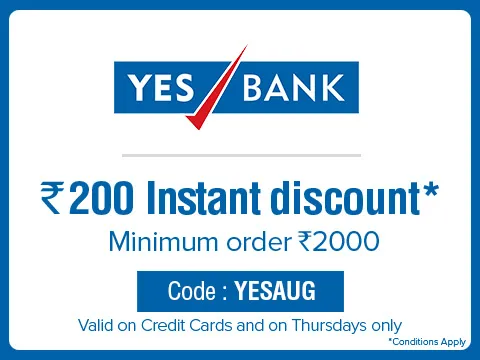 YES BANK
₹200 Instant discount*
Minimum order ₹2000
Code : YESAUG
Valid on Credit Cards and on Thursdays only
*Conditions Apply